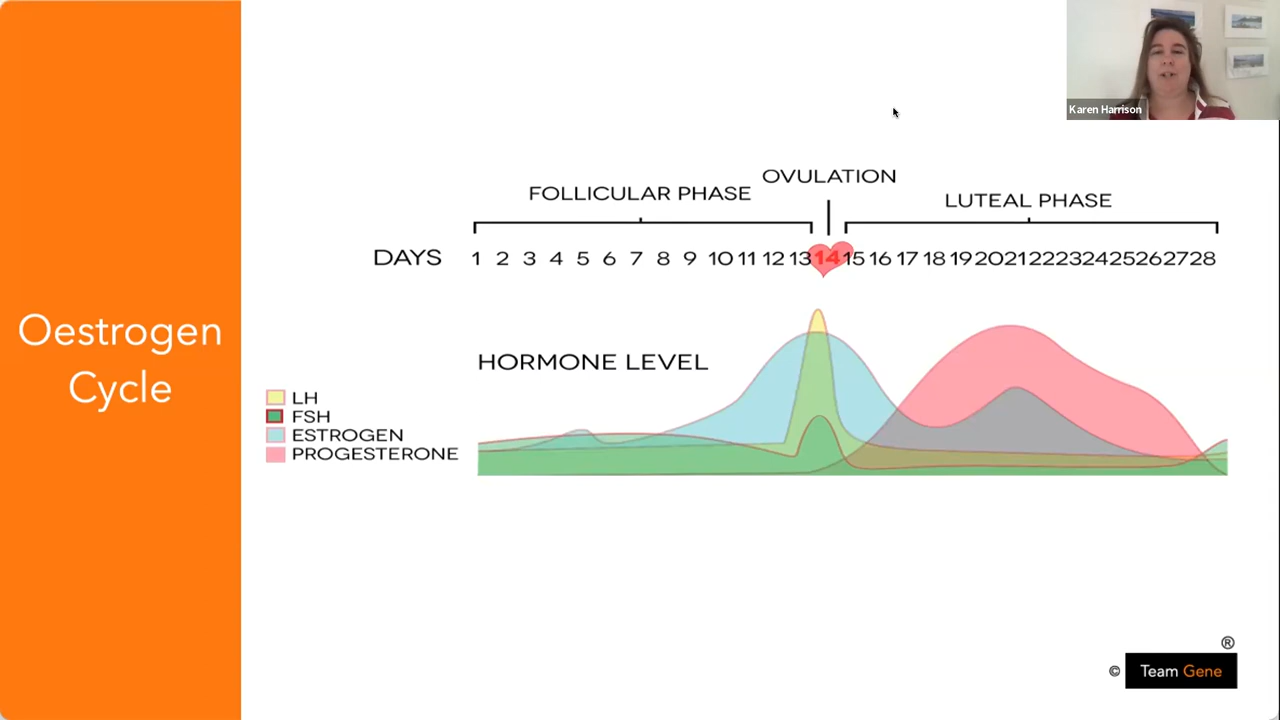 Oestrogen
Cycle
Karen Harrison
OVULATION
FOLLICULAR PHASE
LUTEAL PHASE
DAYS 1 2 3 4 5 6 7 8 9 10 11 12 13 14 15 16 17 18 19 20 21 22 23 24 25 26 27 28
HORMONE LEVEL
LH
FSH
ESTROGEN
PROGESTERONE
®
© Team Gene